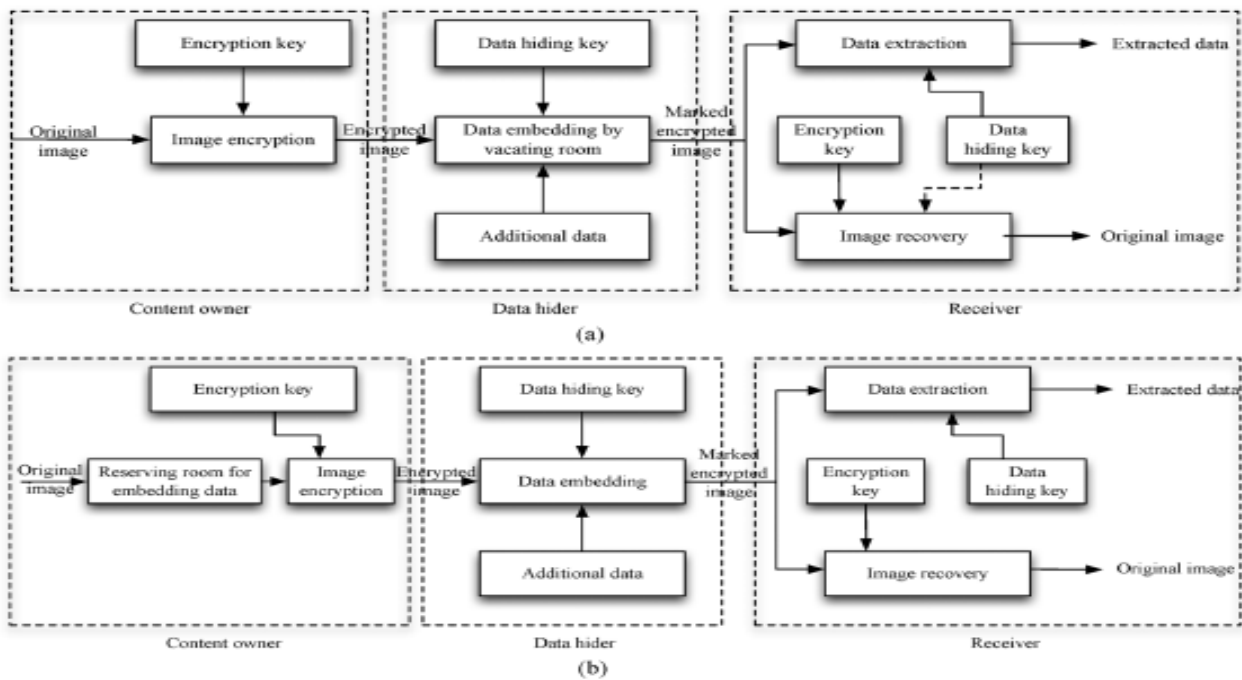 Encryption key
Data hiding key
Data extraction
Extracted data
Original
image
Image encryption
Encrypted
image
Data embedding by
vacating room
Marked
encrypted
image
Encryption
key
Data
hiding key
Additional data
Image recovery
Original image
Content owner
Data hider
Receiver
(a)
Encryption key
Data hiding key
Data extraction
Extracted data
Original
image
Reserving room for
embedding data
Image
encryption
Encrypted
image
Data embedding
Marked
encrypted
image
Encryption
key
Data
hiding key
Additional data
Image recovery
Original image
Content owner
Data hider
Receiver
(b)